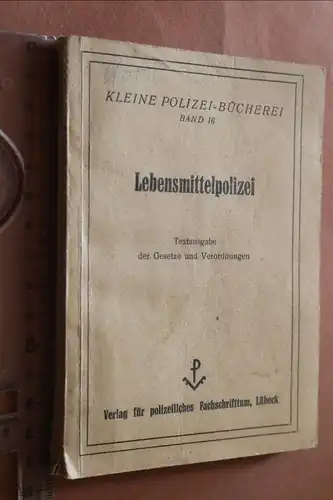 KLEINE POLIZEI-BÜCHEREI
BAND 16
Lebensmittelpolizei
Textausgabe
der Gesetze und Verordnungen
P
Verlag für polizeiliches Fachschrifttum, Lübeck